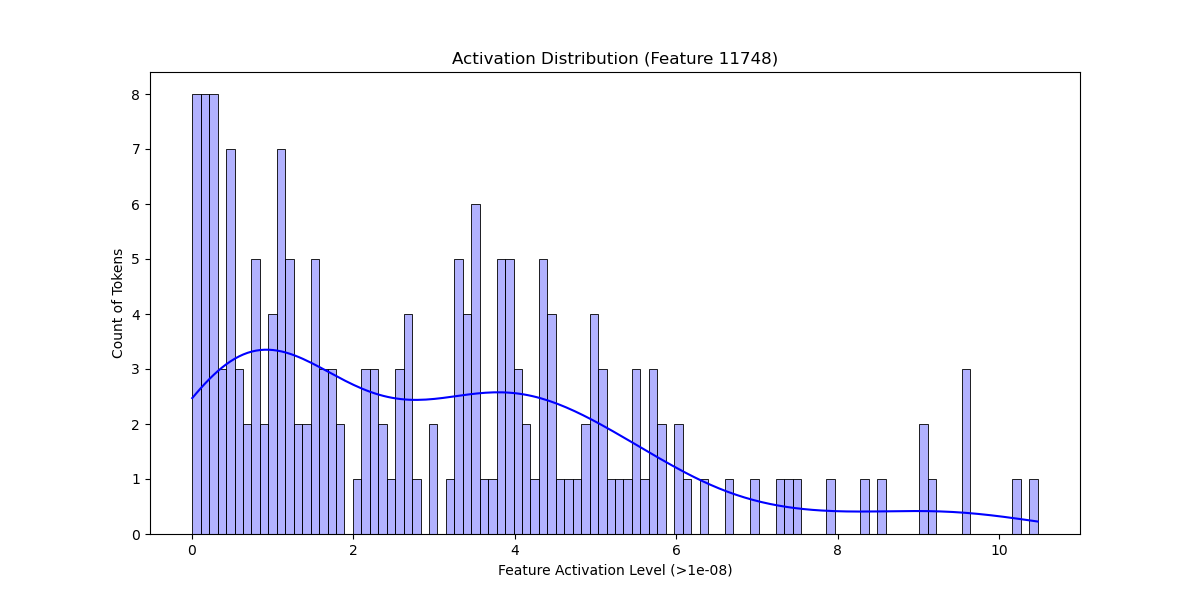 Activation Distribution (Feature 11748)
Count of Tokens
8
7
6
5
4
3
2
1
0
0 2 4 6 8 10
Feature Activation Level (>1e-08)